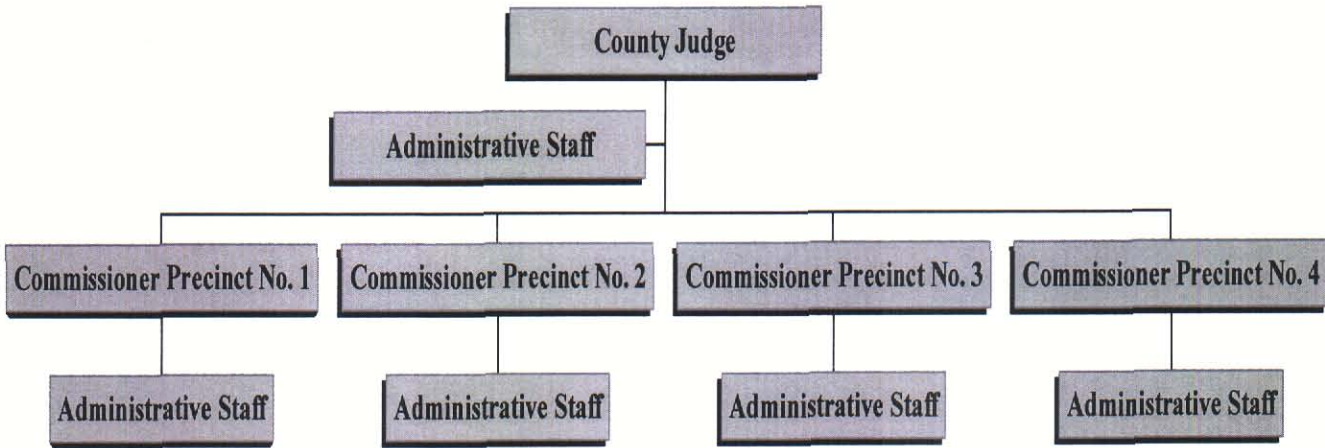 County Judge
Administrative Staff
Commissioner Precinct No. 1
Commissioner Precinct No. 2
Commissioner Precinct No. 3
Commissioner Precinct No. 4
Administrative Staff
Administrative Staff
Administrative Staff
Administrative Staff